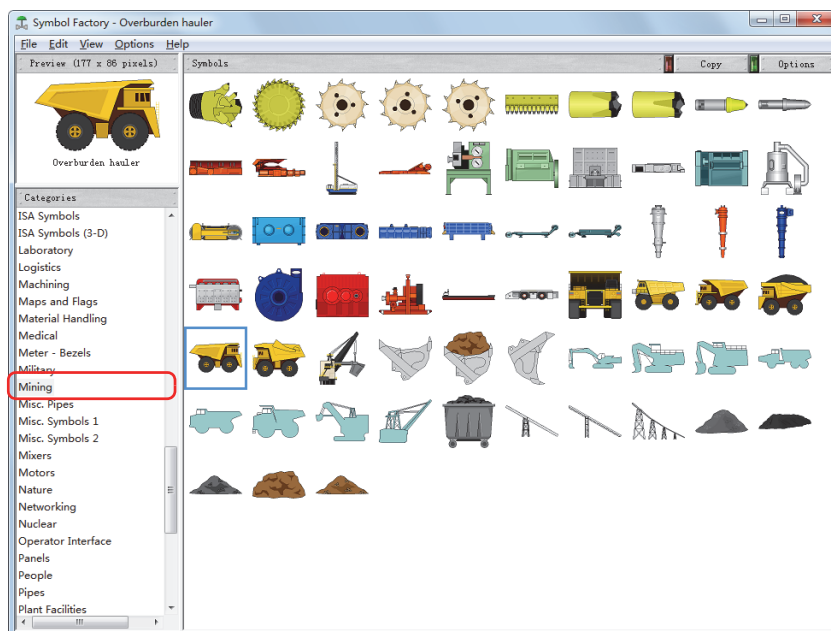 Symbol Factory - Overburden hauler
File Edit View Options Help
Preview (177 x 86 pixels)
Symbols
Copy
Options
Overburden hauler
Categories
ISA Symbols
ISA Symbols (3-D)
Laboratory
Logistics
Machining
Maps and Flags
Material Handling
Medical
Meter - Bezels
Military
Mining
Misc. Pipes
Misc. Symbols 1
Misc. Symbols 2
Mixers
Motors
Nature
Networking
Nuclear
Operator Interface
Panels
People
Pipes
Plant Facilities